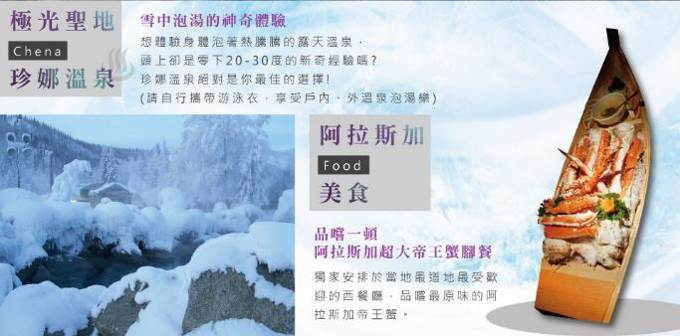 極光聖地
Chena
珍娜溫泉
雪中泡湯的神奇體驗
想體驗身體泡著熱騰騰的露天溫泉，
頭上卻是零下20-30度的新奇經驗嗎?
珍娜溫泉絕對是你最佳的選擇!
(請自行攜帶游泳衣，享受戶內、外溫泉泡湯樂)
阿拉斯加
Food
美食
品嚐一頓
阿拉斯加超大帝王蟹腳餐
獨家安排於當地最道地最受歡
迎的西餐廳，品嚐最原味的阿
拉斯加帝王蟹。